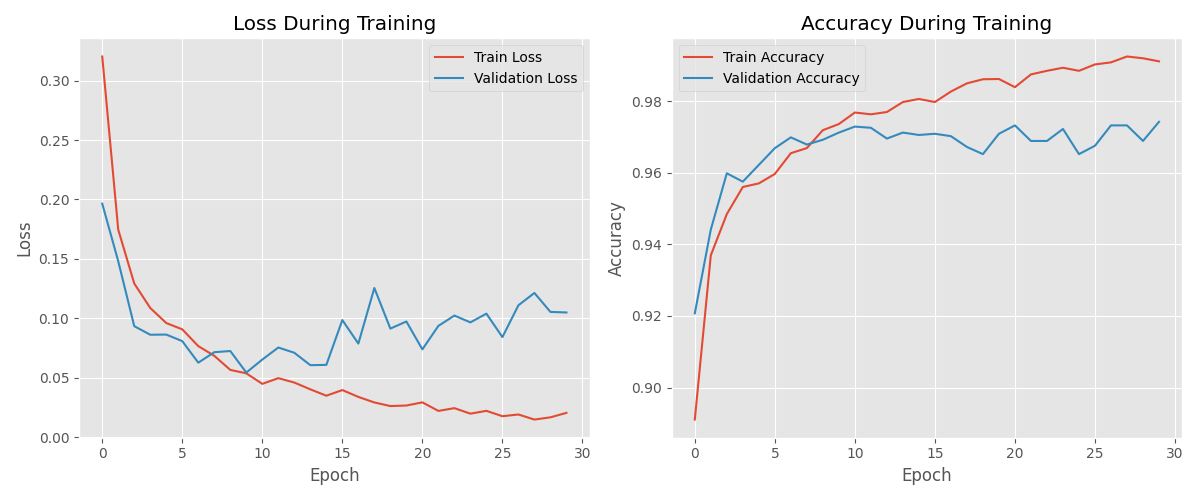 Loss During Training
Train Loss
Validation Loss
0.30
0.25
0.20
0.15
0.10
0.05
0.00
Loss
0
5
10
15
20
25
30
Epoch
Accuracy During Training
Train Accuracy
Validation Accuracy
0.98
0.96
0.94
0.92
0.90
Accuracy
0
5
10
15
20
25
30
Epoch